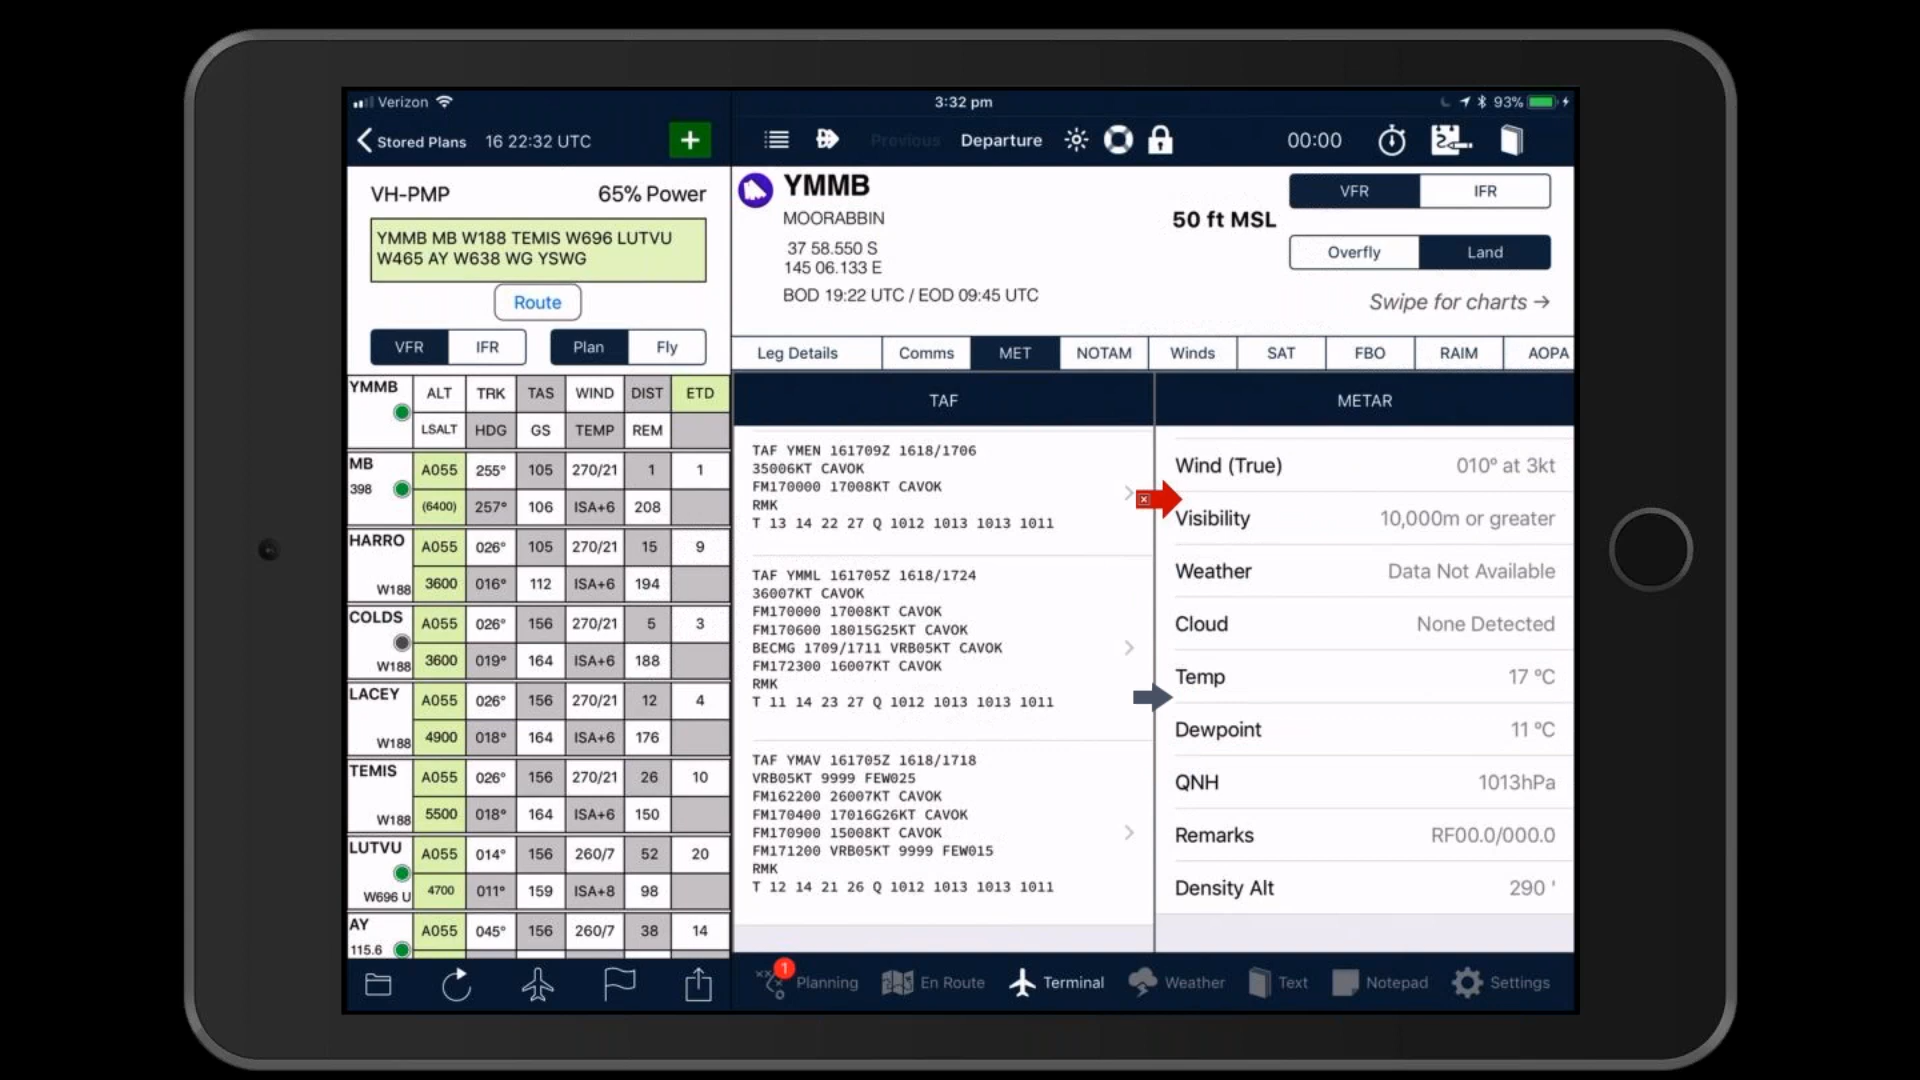 Verizon
3:32 pm
93%
Stored Plans
16 22:32 UTC
+
Previous
Departure
00:00
VH-PMP
65% Power
YMMB MB W188 TEMIS W696 LUTVU
W465 AY W638 WG YSWG
Route
VFR
IFR
Plan
Fly
YMMB
ALT TRK TAS WIND DIST ETD
LSALT HDG GS TEMP REM
MB
398
A055 255° 105 270/21 1 1
(6400) 257° 106 ISA+6 208
HARRO
W188
A055 026° 105 270/21 15 9
3600 016° 112 ISA+6 194
COLDS
W188
A055 026° 156 270/21 5 3
3600 019° 164 ISA+6 188
LACEY
W188
A055 026° 156 270/21 12 4
4900 018° 164 ISA+6 176
TEMIS
W188
A055 026° 156 270/21 26 10
5500 018° 164 ISA+6 150
LUTVU
W696 U
A055 014° 156 260/7 52 20
4700 011° 159 ISA+8 98
AY
115.6
A055 045° 156 260/7 38 14
YMMB
MOORABBIN
37 58.550 S
145 06.133 E
BOD 19:22 UTC / EOD 09:45 UTC
50 ft MSL
VFR
IFR
Overfly
Land
Swipe for charts →
Leg Details
Comms
MET
NOTAM
Winds
SAT
FBO
RAIM
AOPA
TAF
TAF YMEN 161709Z 1618/1706
35006KT CAVOK
FM170000 17008KT CAVOK
RMK
T 13 14 22 27 Q 1012 1013 1013 1011
TAF YMML 161705Z 1618/1724
36007KT CAVOK
FM170000 17008KT CAVOK
FM170600 18015G25KT CAVOK
BECMG 1709/1711 VRB05KT CAVOK
FM172300 16007KT CAVOK
RMK
T 11 14 23 27 Q 1012 1013 1013 1011
TAF YMAV 161705Z 1618/1718
VRB05KT 9999 FEW025
FM162200 26007KT CAVOK
FM170400 17016G26KT CAVOK
FM170900 15008KT CAVOK
FM171200 VRB05KT 9999 FEW015
RMK
T 12 14 21 26 Q 1012 1013 1013 1011
METAR
Wind (True) 010° at 3kt
Visibility 10,000m or greater
Weather Data Not Available
Cloud None Detected
Temp 17 °C
Dewpoint 11 °C
QNH 1013hPa
Remarks RF00.0/000.0
Density Alt 290 '
1
Planning
En Route
Terminal
Weather
Text
Notepad
Settings